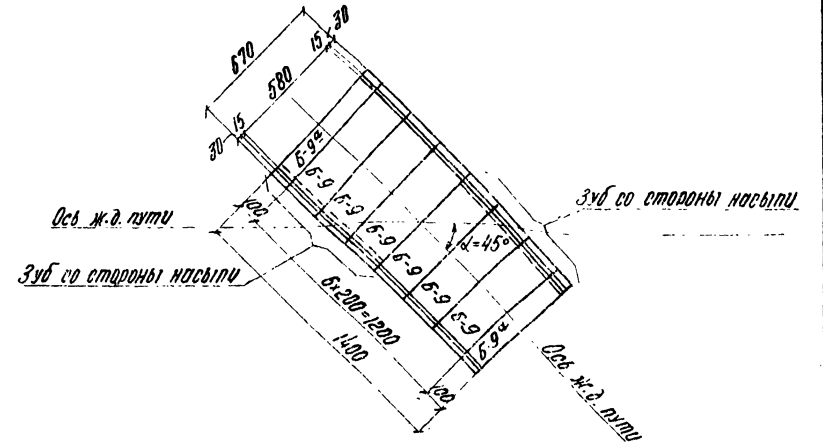 670
15
30
580
15
30
Б-9а
Б-9
Б-9
Б-9
Б-9
Б-9
Б-9
Б-9а
Ось ж.д. пути
100
Зуб со стороны насыпи
Зуб со стороны насыпи
α=45°
6×200=1200
1400
100
Ось ж.д. пути